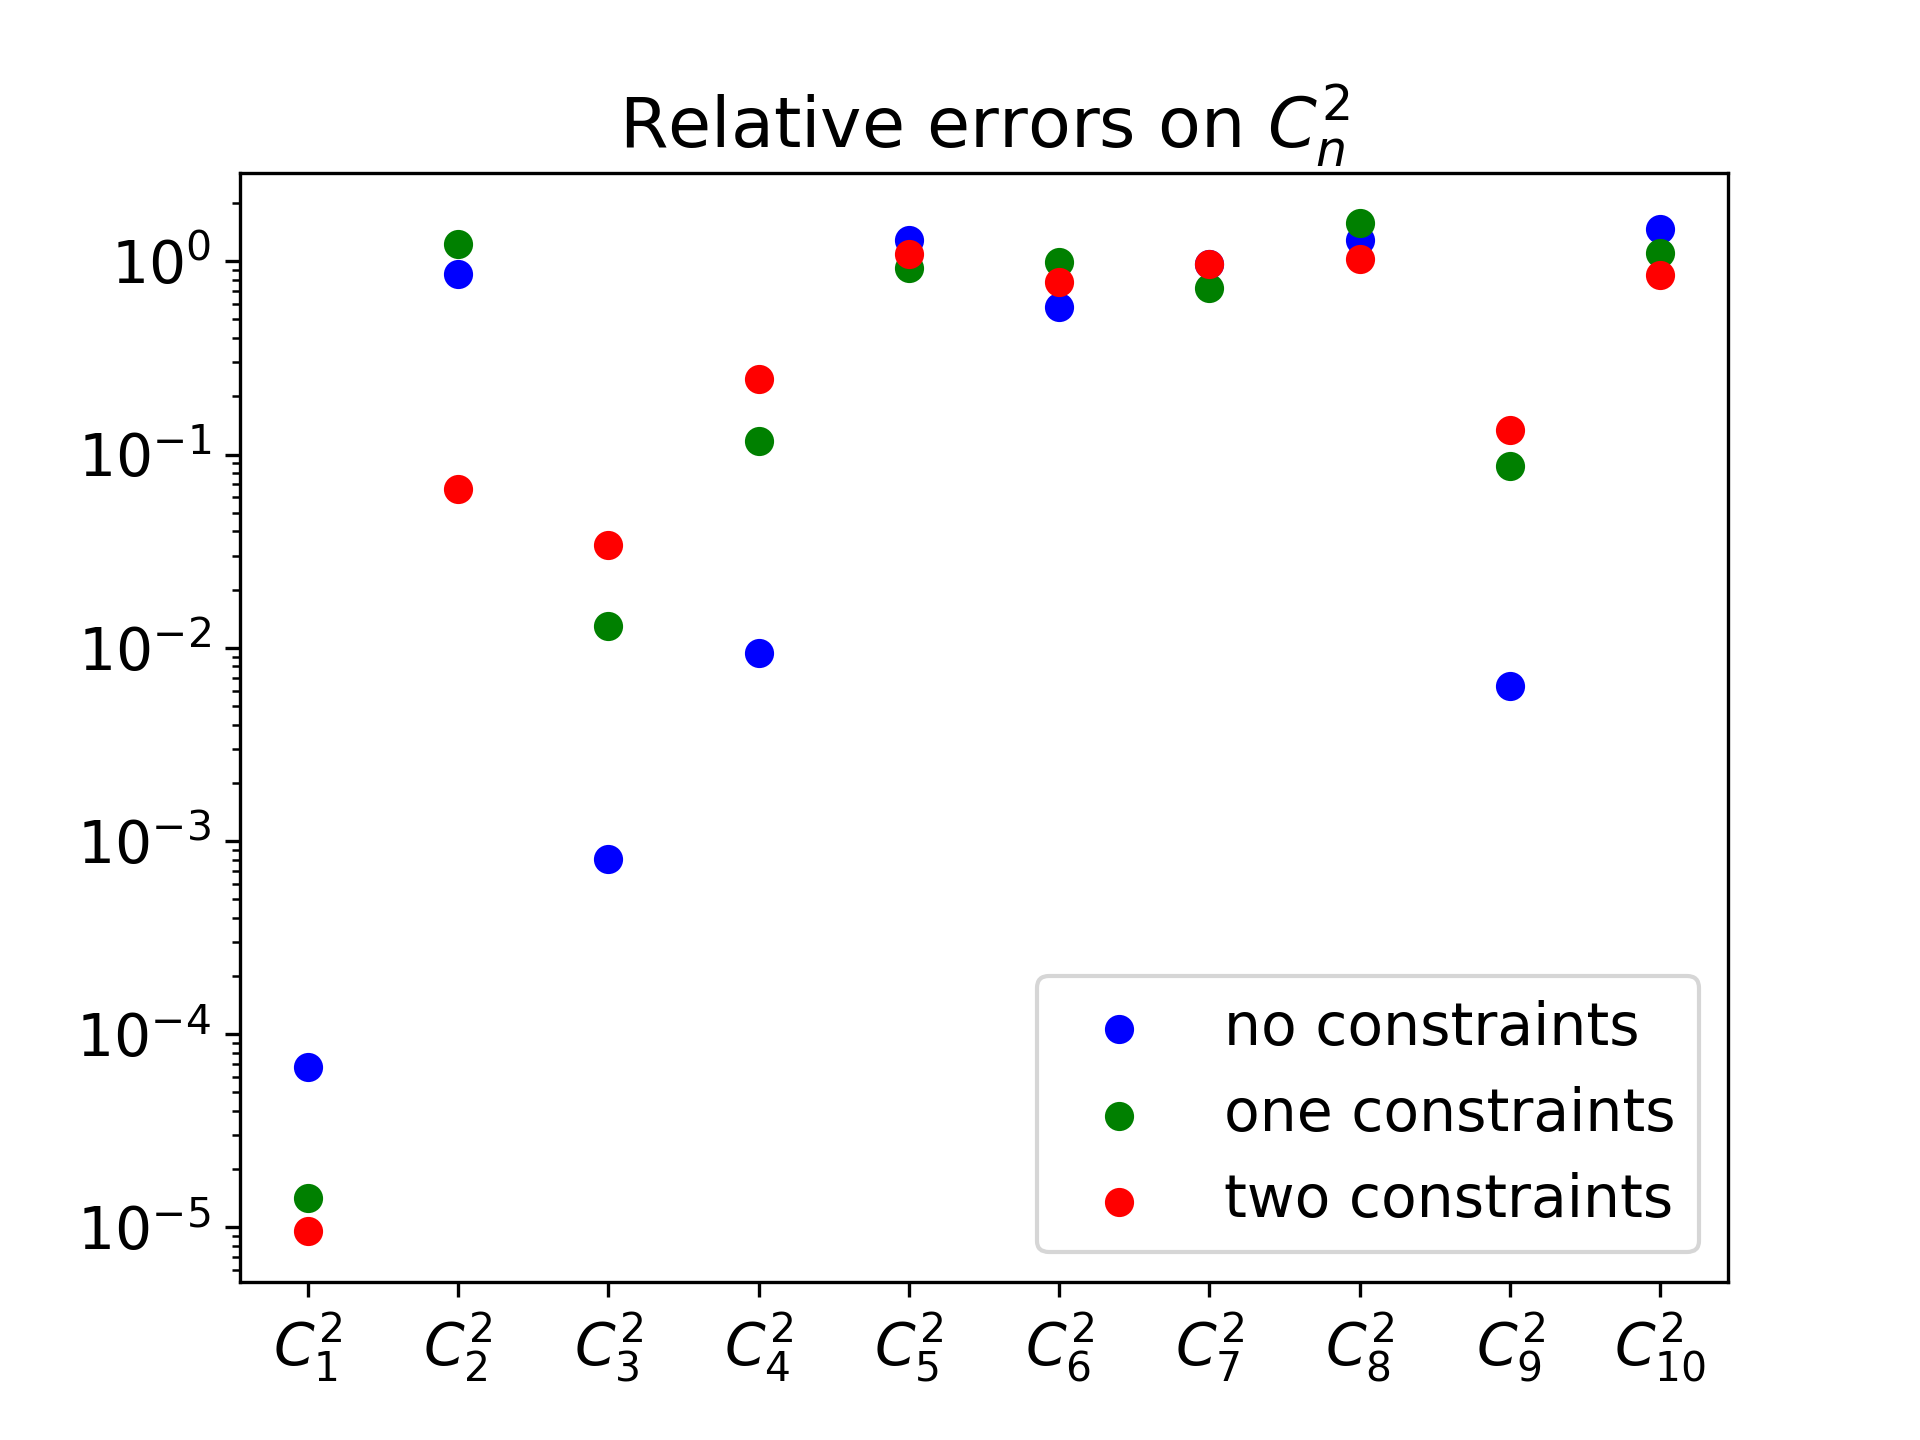 Relative errors on $C_n^2$
$10^0$
$10^{-1}$
$10^{-2}$
$10^{-3}$
$10^{-4}$
$10^{-5}$
no constraints
one constraints
two constraints
$C_1^2$ $C_2^2$ $C_3^2$ $C_4^2$ $C_5^2$ $C_6^2$ $C_7^2$ $C_8^2$ $C_9^2$ $C_{10}^2$